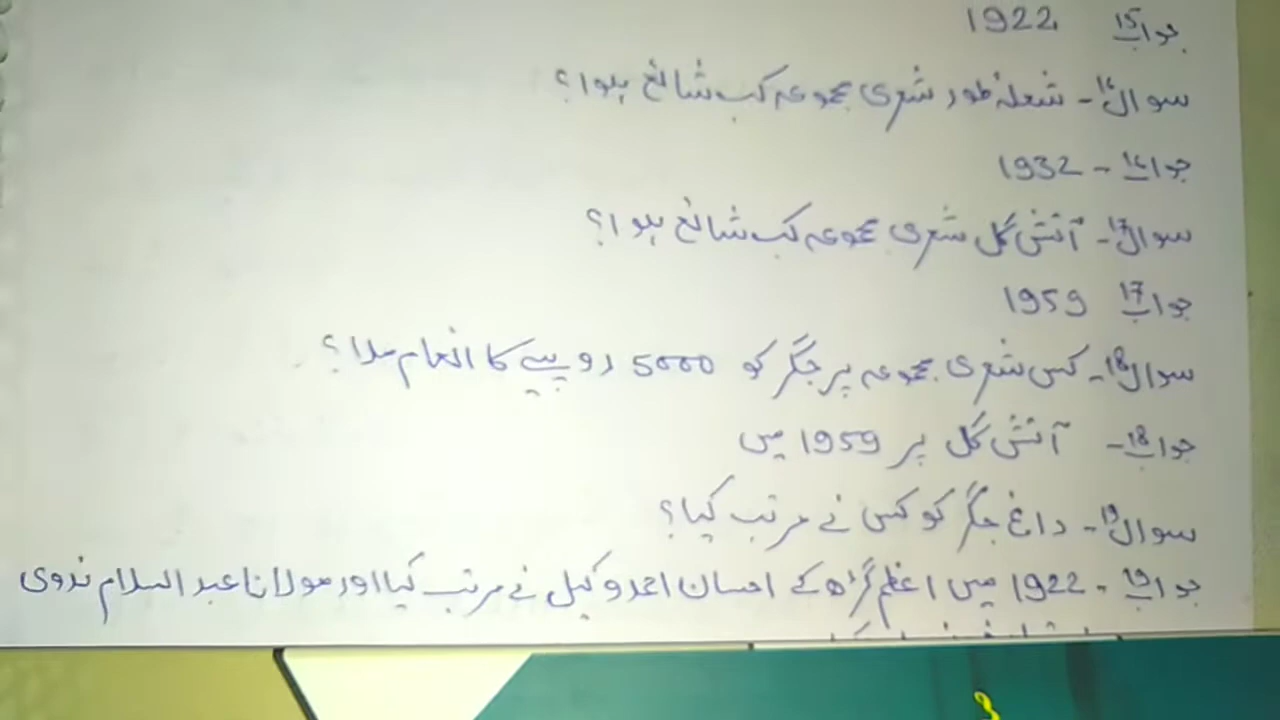 جواب15 1922
سوال16- شعلۂ طور شعری مجموعہ کب شائع ہوا؟
جواب16 - 1932
سوال17- آتش گل شعری مجموعہ کب شائع ہوا؟
جواب17 1959
سوال18- کس شعری مجموعہ پر جگر کو 5000 روپیے کا انعام ملا؟
جواب18- آتش گل پر 1959 میں
سوال19- داغ جگر کو کس نے مرتب کیا؟
جواب19 - 1922 میں اعظم گڑھ کے احسان احمد وکیل نے مرتب کیا اور مولانا عبد السلام ندوی